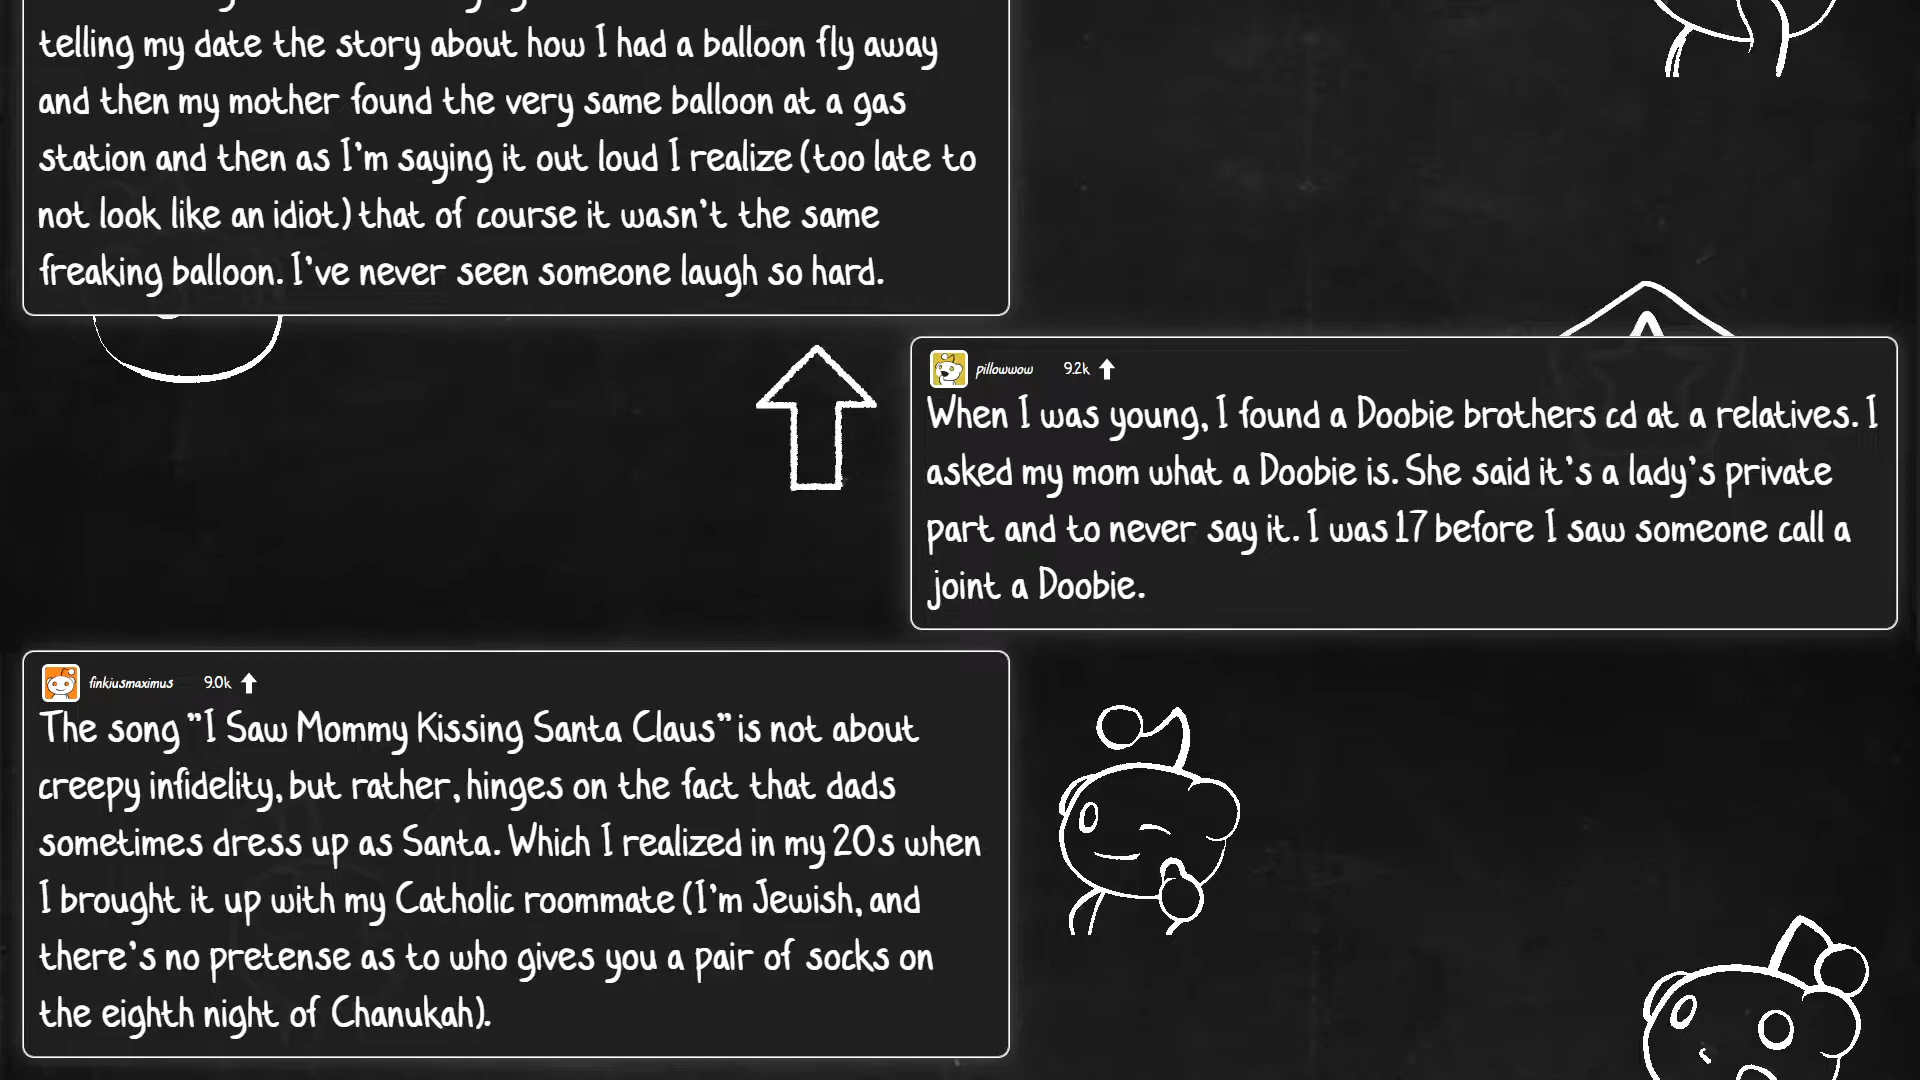 telling my date the story about how I had a balloon fly away
and then my mother found the very same balloon at a gas
station and then as I'm saying it out loud I realize (too late to
not look like an idiot) that of course it wasn't the same
freaking balloon. I've never seen someone laugh so hard.
pillowwow 9.2k
When I was young, I found a Doobie brothers cd at a relatives. I
asked my mom what a Doobie is. She said it's a lady's private
part and to never say it. I was 17 before I saw someone call a
joint a Doobie.
finkiusmaximus 9.0k
The song "I Saw Mommy Kissing Santa Claus" is not about
creepy infidelity, but rather, hinges on the fact that dads
sometimes dress up as Santa. Which I realized in my 20s when
I brought it up with my Catholic roommate (I'm Jewish, and
there's no pretense as to who gives you a pair of socks on
the eighth night of Chanukah).